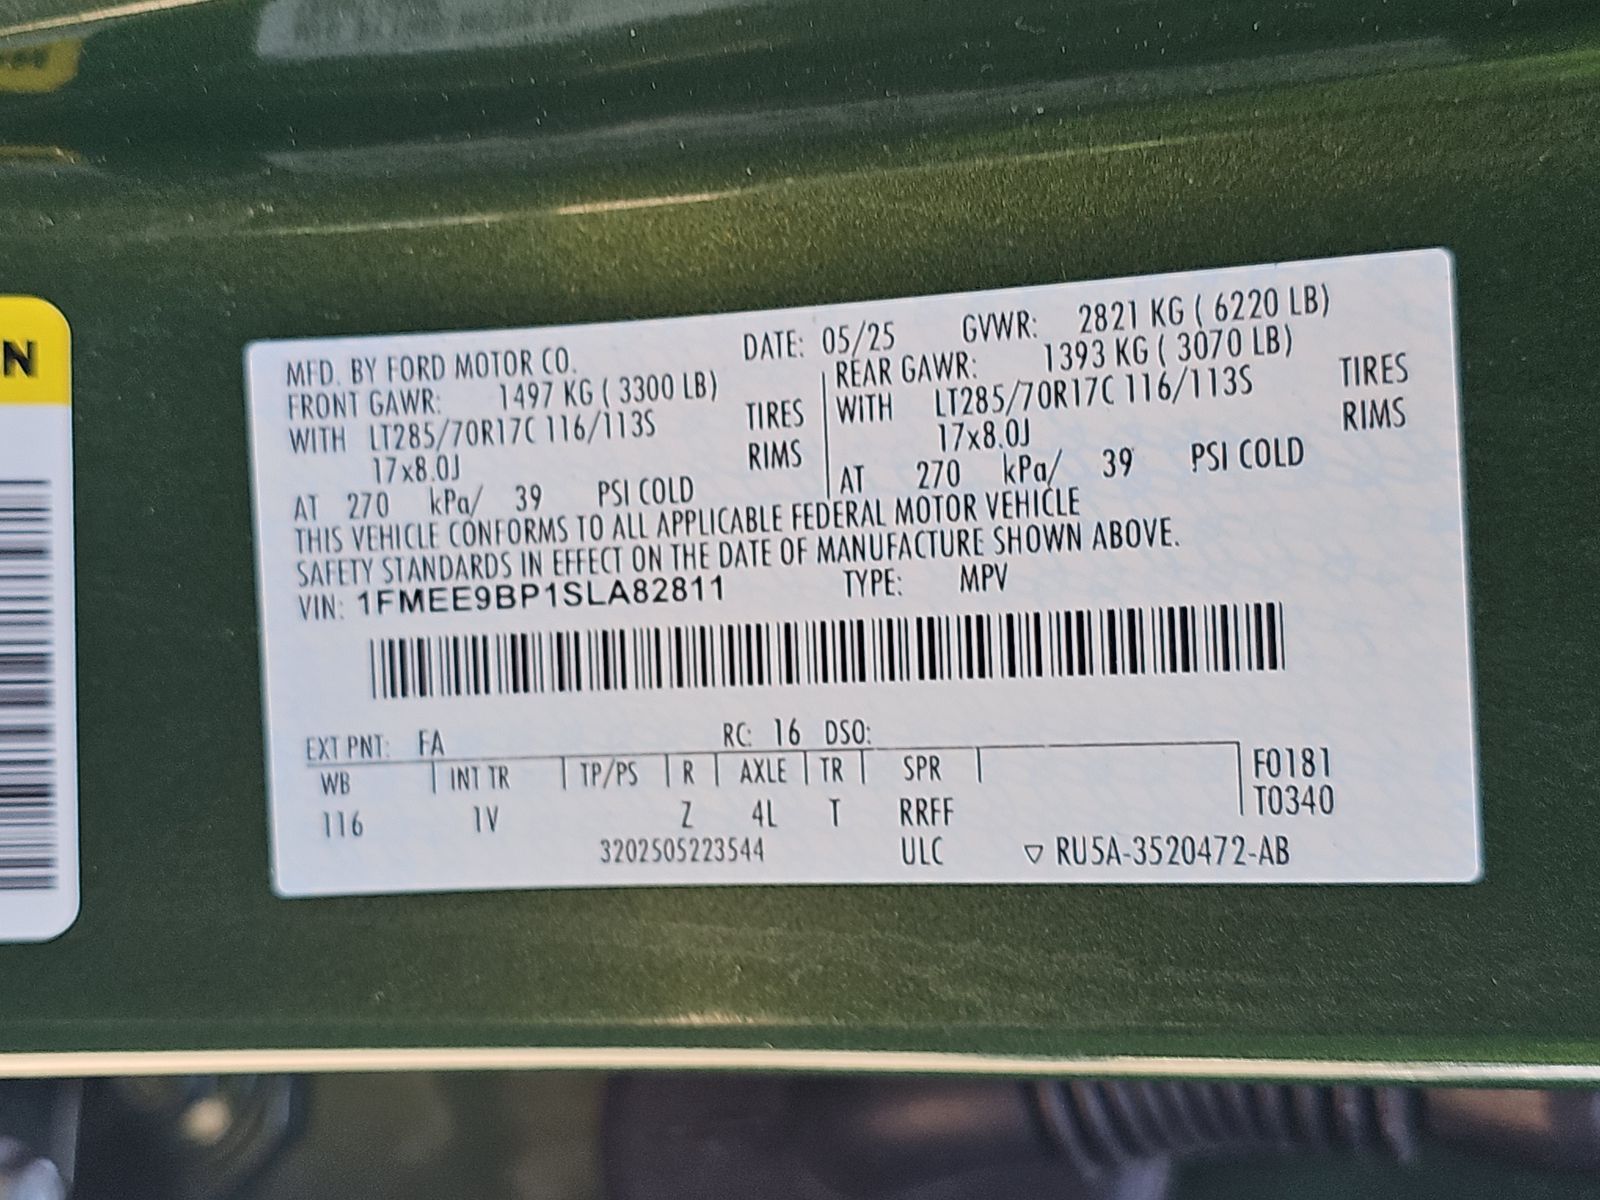 N
MFD. BY FORD MOTOR CO. DATE: 05/25 GVWR: 2821 KG ( 6220 LB)
FRONT GAWR: 1497 KG ( 3300 LB) REAR GAWR: 1393 KG ( 3070 LB)
WITH LT285/70R17C 116/113S TIRES WITH LT285/70R17C 116/113S TIRES
17x8.0J RIMS 17x8.0J RIMS
AT 270 kPa/ 39 PSI COLD AT 270 kPa/ 39 PSI COLD
THIS VEHICLE CONFORMS TO ALL APPLICABLE FEDERAL MOTOR VEHICLE
SAFETY STANDARDS IN EFFECT ON THE DATE OF MANUFACTURE SHOWN ABOVE.
VIN: 1FMEE9BP1SLA82811 TYPE: MPV
EXT PNT: FA RC: 16 DSO:
WB INT TR TP/PS R AXLE TR SPR F0181
116 1V Z 4L T RRFF T0340
3202505223544 ULC ▽ RU5A-3520472-AB